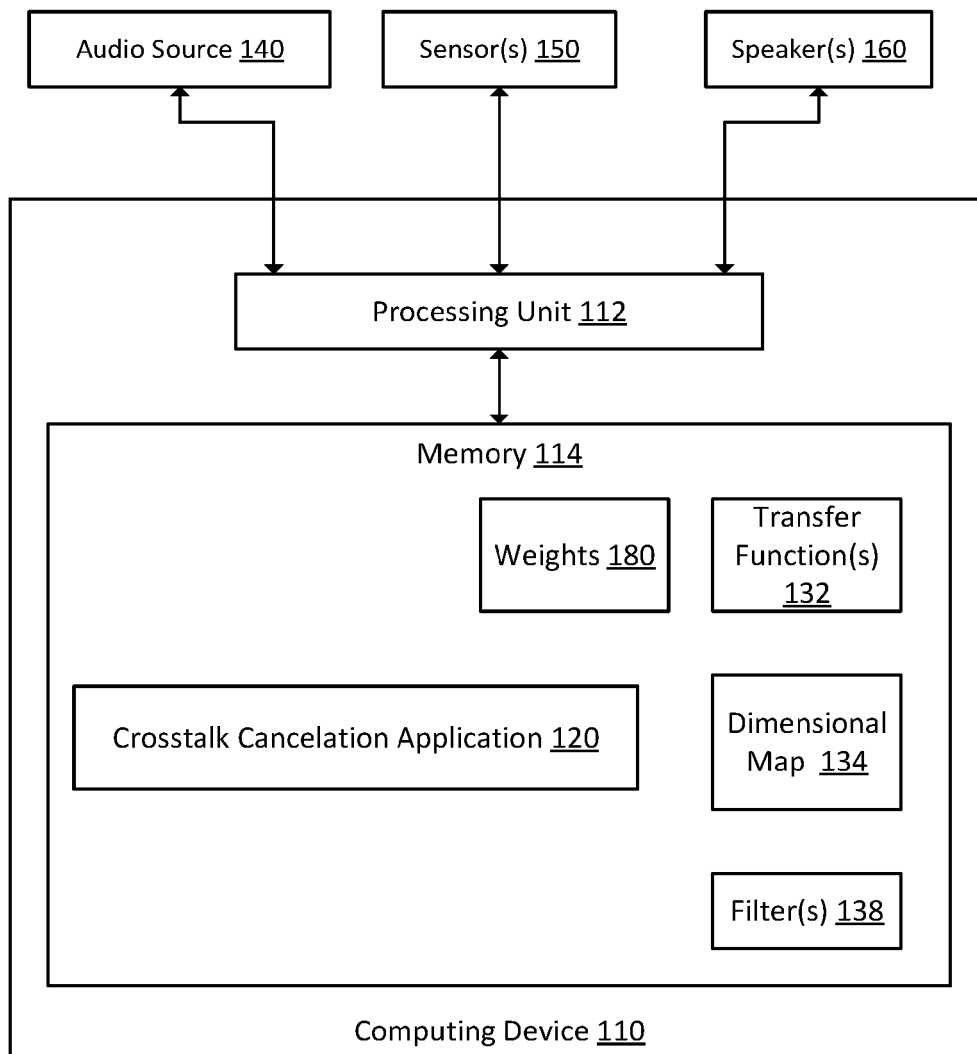 Audio Source 140
Sensor(s) 150
Speaker(s) 160
Processing Unit 112
Memory 114
Weights 180
Transfer
Function(s)
132
Crosstalk Cancelation Application 120
Dimensional
Map 134
Filter(s) 138
Computing Device 110